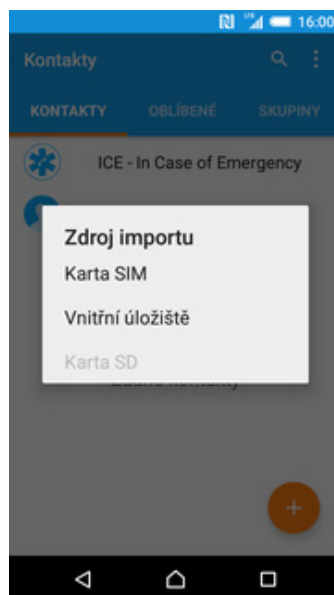 LTE 16:00
Kontakty
KONTAKTY OBLÍBENÉ SKUPINY
ICE - In Case of Emergency
Zdroj importu
Karta SIM
Vnitřní úložiště
Karta SD